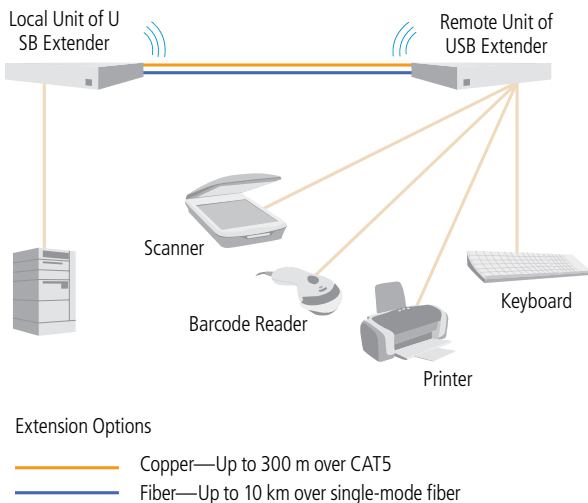 Local Unit of U
SB Extender
Remote Unit of
USB Extender
Scanner
Barcode Reader
Printer
Keyboard
Extension Options
Copper—Up to 300 m over CAT5
Fiber—Up to 10 km over single-mode fiber